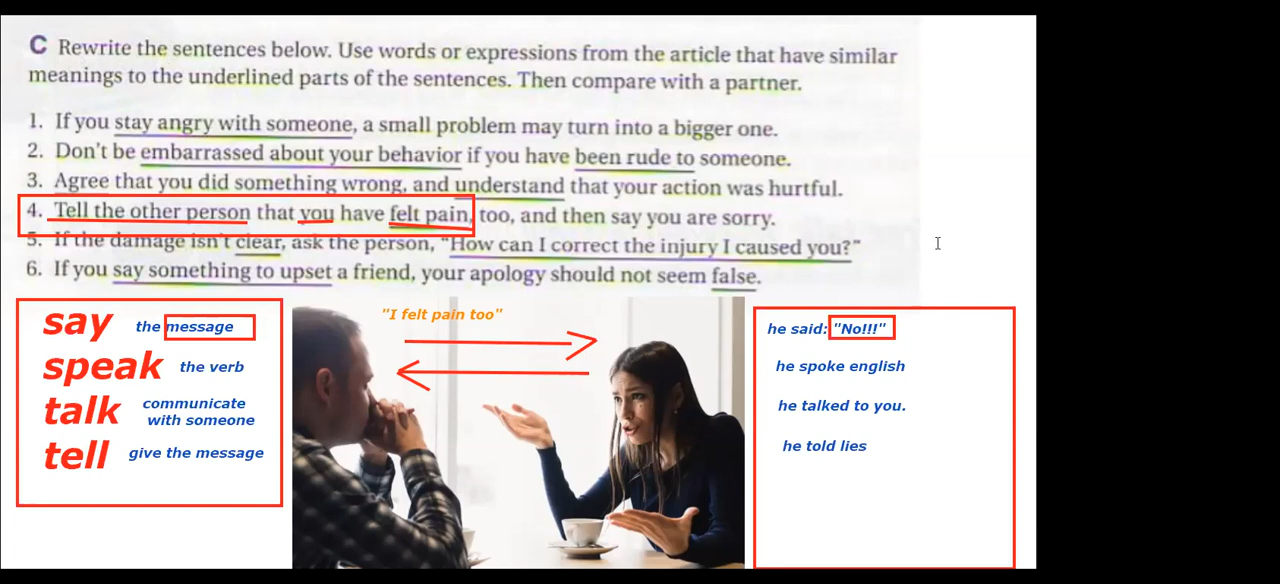 C Rewrite the sentences below. Use words or expressions from the article that have similar
meanings to the underlined parts of the sentences. Then compare with a partner.
1. If you stay angry with someone, a small problem may turn into a bigger one.
2. Don't be embarrassed about your behavior if you have been rude to someone.
3. Agree that you did something wrong, and understand that your action was hurtful.
4. Tell the other person that you have felt pain, too, and then say you are sorry.
5. If the damage isn't clear, ask the person, "How can I correct the injury I caused you?"
6. If you say something to upset a friend, your apology should not seem false.
say the message
speak the verb
talk communicate
with someone
tell give the message
"I felt pain too"
he said: "No!!!"
he spoke english
he talked to you.
he told lies